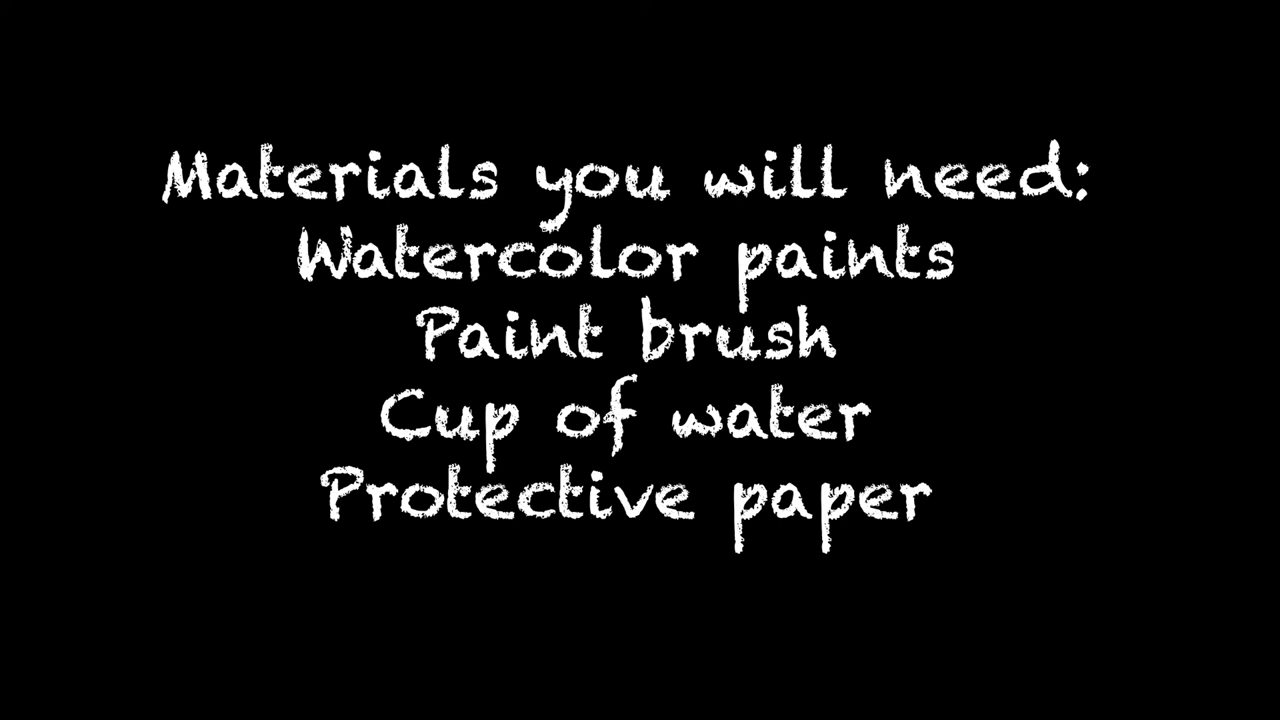 Materials you will need:
Watercolor paints
Paint brush
Cup of water
Protective paper